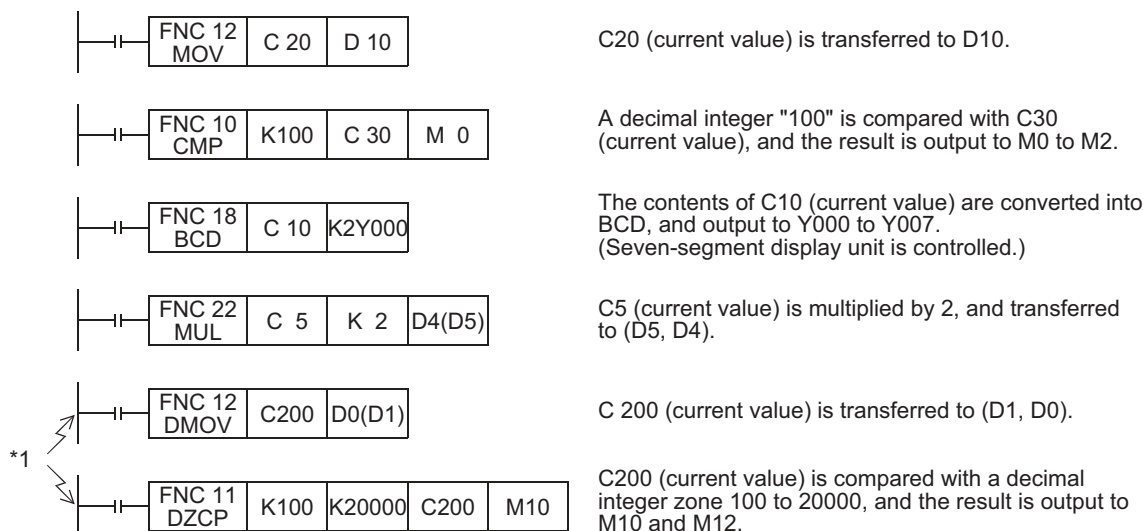 FNC 12
MOV
C 20
D 10
C20 (current value) is transferred to D10.
FNC 10
CMP
K100
C 30
M 0
A decimal integer "100" is compared with C30
(current value), and the result is output to M0 to M2.
FNC 18
BCD
C 10
K2Y000
The contents of C10 (current value) are converted into
BCD, and output to Y000 to Y007.
(Seven-segment display unit is controlled.)
FNC 22
MUL
C 5
K 2
D4(D5)
C5 (current value) is multiplied by 2, and transferred
to (D5, D4).
FNC 12
DMOV
C200
D0(D1)
C 200 (current value) is transferred to (D1, D0).
*1
FNC 11
DZCP
K100
K20000
C200
M10
C200 (current value) is compared with a decimal
integer zone 100 to 20000, and the result is output to
M10 and M12.